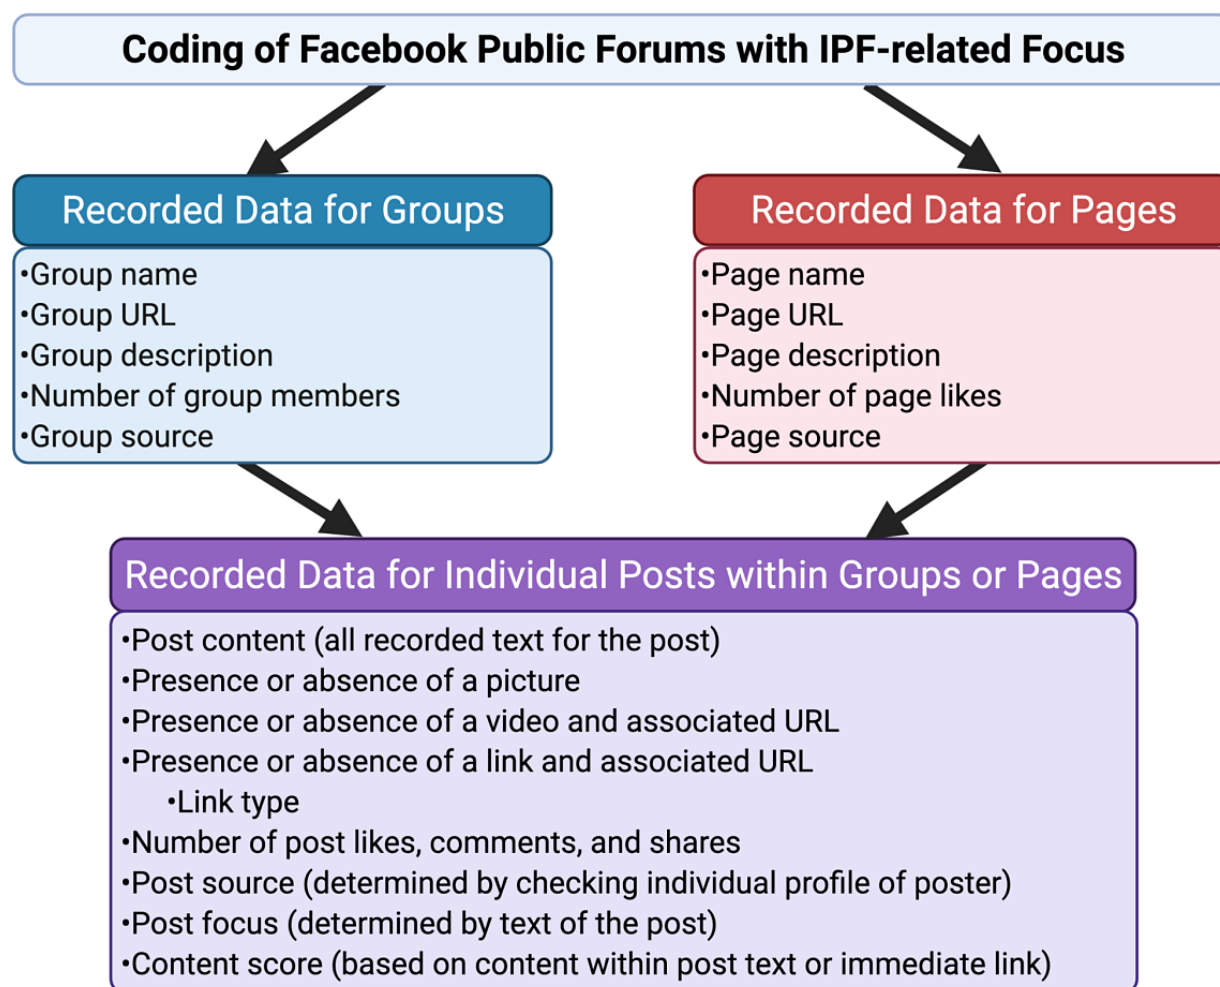 Coding of Facebook Public Forums with IPF-related Focus
Recorded Data for Groups
•Group name
•Group URL
•Group description
•Number of group members
•Group source
Recorded Data for Pages
•Page name
•Page URL
•Page description
•Number of page likes
•Page source
Recorded Data for Individual Posts within Groups or Pages
•Post content (all recorded text for the post)
•Presence or absence of a picture
•Presence or absence of a video and associated URL
•Presence or absence of a link and associated URL
•Link type
•Number of post likes, comments, and shares
•Post source (determined by checking individual profile of poster)
•Post focus (determined by text of the post)
•Content score (based on content within post text or immediate link)